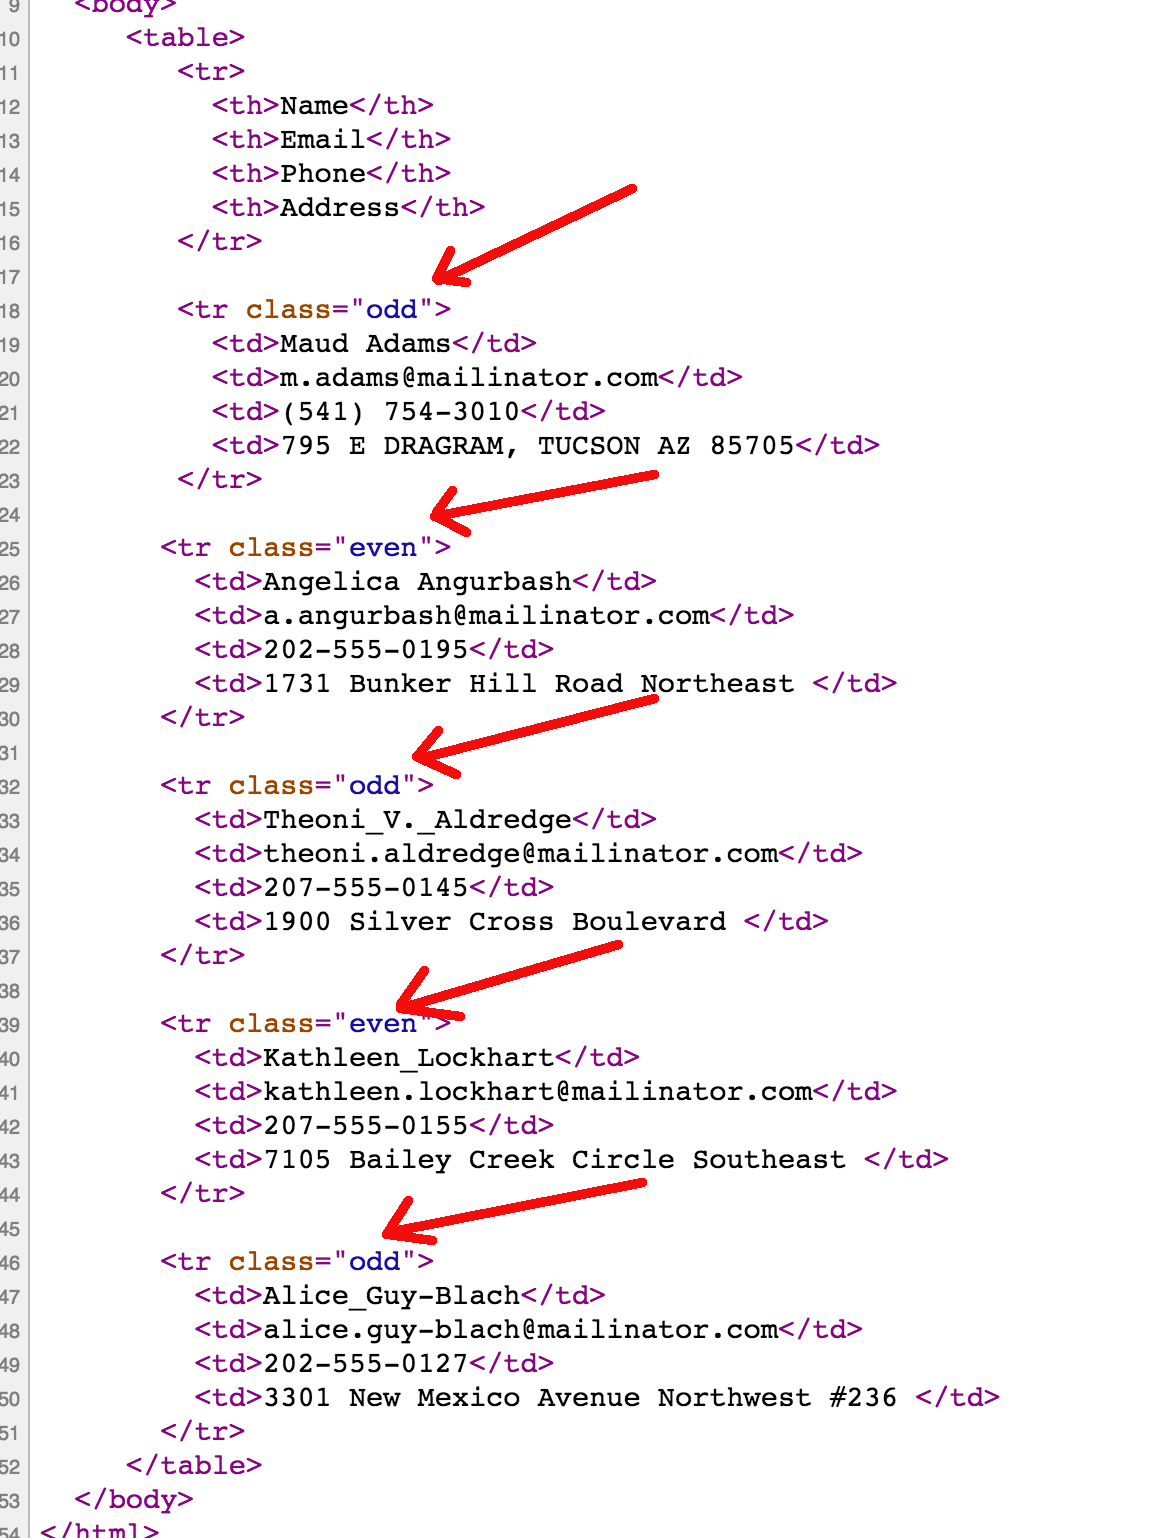 9 <body>
10 <table>
11 <tr>
12 <th>Name</th>
13 <th>Email</th>
14 <th>Phone</th>
15 <th>Address</th>
16 </tr>
17
18 <tr class="odd">
19 <td>Maud Adams</td>
20 <td>m.adams@mailinator.com</td>
21 <td>(541) 754-3010</td>
22 <td>795 E DRAGRAM, TUCSON AZ 85705</td>
23 </tr>
24
25 <tr class="even">
26 <td>Angelica Angurbash</td>
27 <td>a.angurbash@mailinator.com</td>
28 <td>202-555-0195</td>
29 <td>1731 Bunker Hill Road Northeast </td>
30 </tr>
31
32 <tr class="odd">
33 <td>Theoni_V._Aldredge</td>
34 <td>theoni.aldredge@mailinator.com</td>
35 <td>207-555-0145</td>
36 <td>1900 Silver Cross Boulevard </td>
37 </tr>
38
39 <tr class="even">
40 <td>Kathleen_Lockhart</td>
41 <td>kathleen.lockhart@mailinator.com</td>
42 <td>207-555-0155</td>
43 <td>7105 Bailey Creek Circle Southeast </td>
44 </tr>
45
46 <tr class="odd">
47 <td>Alice_Guy-Blach</td>
48 <td>alice.guy-blach@mailinator.com</td>
49 <td>202-555-0127</td>
50 <td>3301 New Mexico Avenue Northwest #236 </td>
51 </tr>
52 </table>
53 </body>
54 </html>